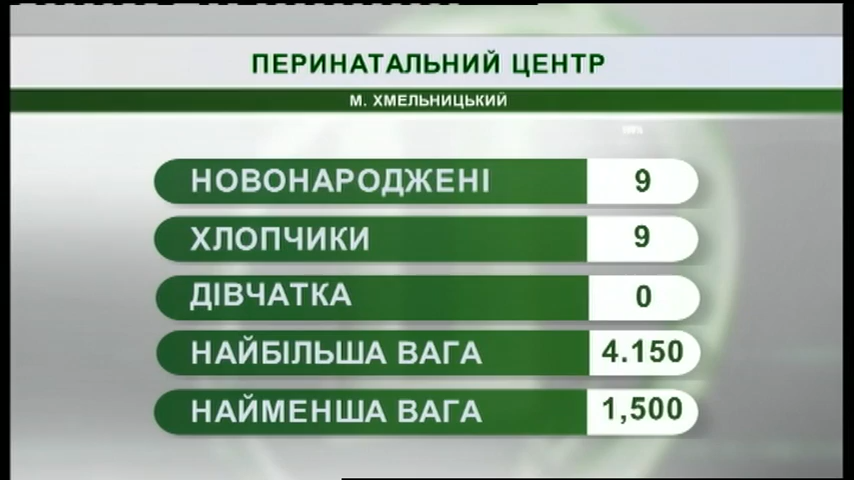 ПЕРИНАТАЛЬНИЙ ЦЕНТР
М. ХМЕЛЬНИЦЬКИЙ
НОВОНАРОДЖЕНІ 9
ХЛОПЧИКИ 9
ДІВЧАТКА 0
НАЙБІЛЬША ВАГА 4.150
НАЙМЕНША ВАГА 1,500